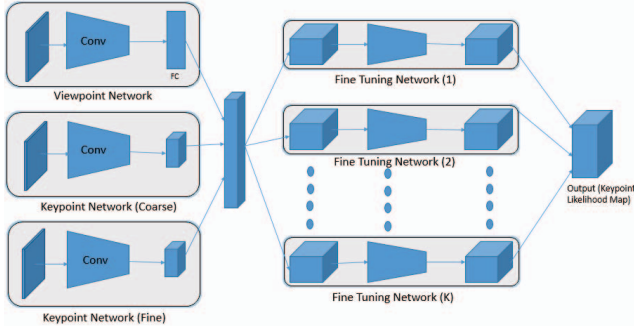 Conv
FC
Viewpoint Network
Conv
Keypoint Network (Coarse)
Conv
Keypoint Network (Fine)
Fine Tuning Network (1)
Fine Tuning Network (2)
Fine Tuning Network (K)
Output (Keypoint
Likelihood Map)